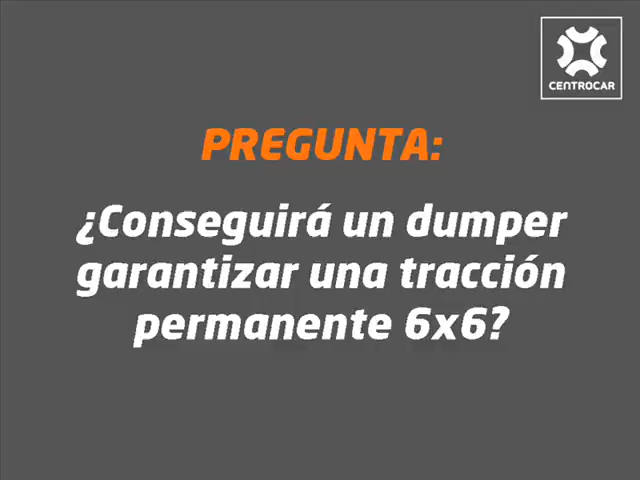 CENTROCAR
PREGUNTA:
¿Conseguirá un dumper
garantizar una tracción
permanente 6x6?